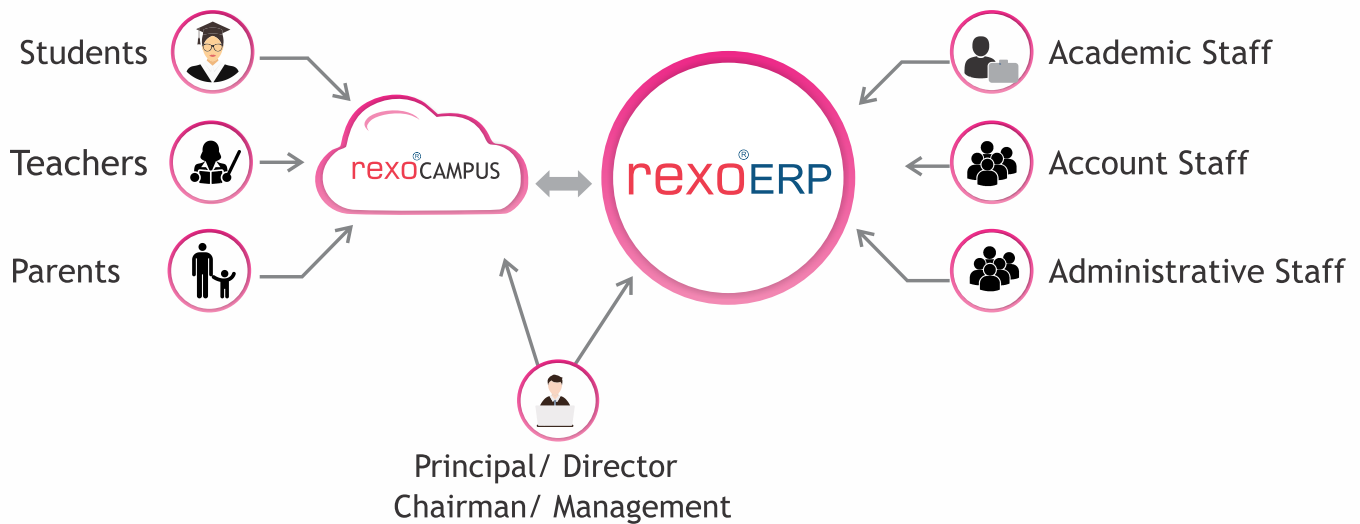 Students
Teachers
Parents
rexo®CAMPUS
rexo®ERP
Academic Staff
Account Staff
Administrative Staff
Principal/ Director
Chairman/ Management